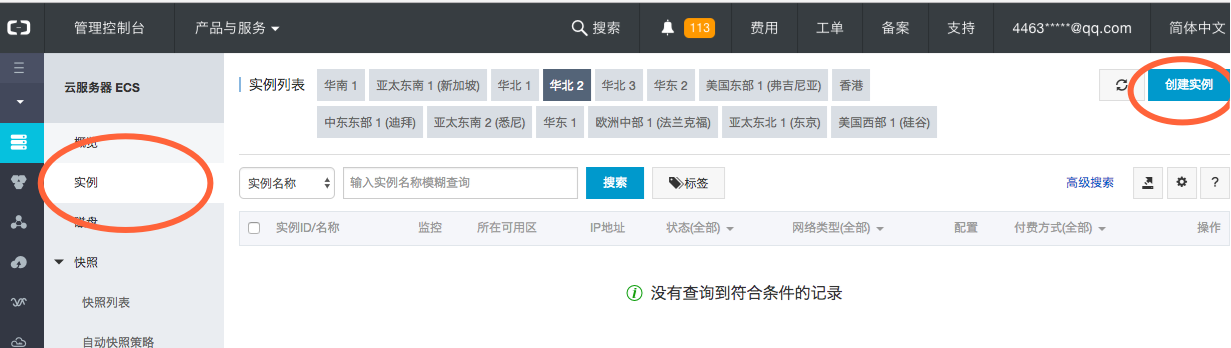 管理控制台 产品与服务 搜索 113 费用 工单 备案 支持 4463*****@qq.com 简体中文
云服务器 ECS
概览
实例
磁盘
快照
快照列表
自动快照策略
实例列表 华南 1 亚太东南 1 (新加坡) 华北 1 华北 2 华北 3 华东 2 美国东部 1 (弗吉尼亚) 香港 创建实例
中东东部 1 (迪拜) 亚太东南 2 (悉尼) 华东 1 欧洲中部 1 (法兰克福) 亚太东北 1 (东京) 美国西部 1 (硅谷)
实例名称 输入实例名称模糊查询 搜索 标签 高级搜索 ?
实例ID/名称 监控 所在可用区 IP地址 状态(全部) 网络类型(全部) 配置 付费方式(全部) 操作
没有查询到符合条件的记录